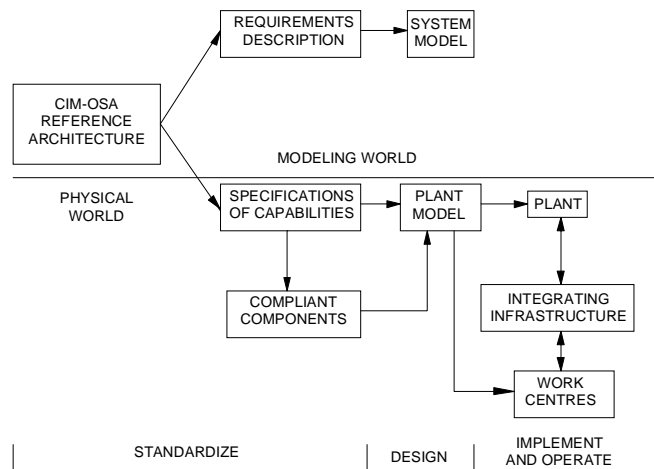 REQUIREMENTS
DESCRIPTION
SYSTEM
MODEL
CIM-OSA
REFERENCE
ARCHITECTURE
MODELING WORLD
PHYSICAL
WORLD
SPECIFICATIONS
OF CAPABILITIES
PLANT
MODEL
PLANT
COMPLIANT
COMPONENTS
INTEGRATING
INFRASTRUCTURE
WORK
CENTRES
STANDARDIZE
DESIGN
IMPLEMENT
AND OPERATE